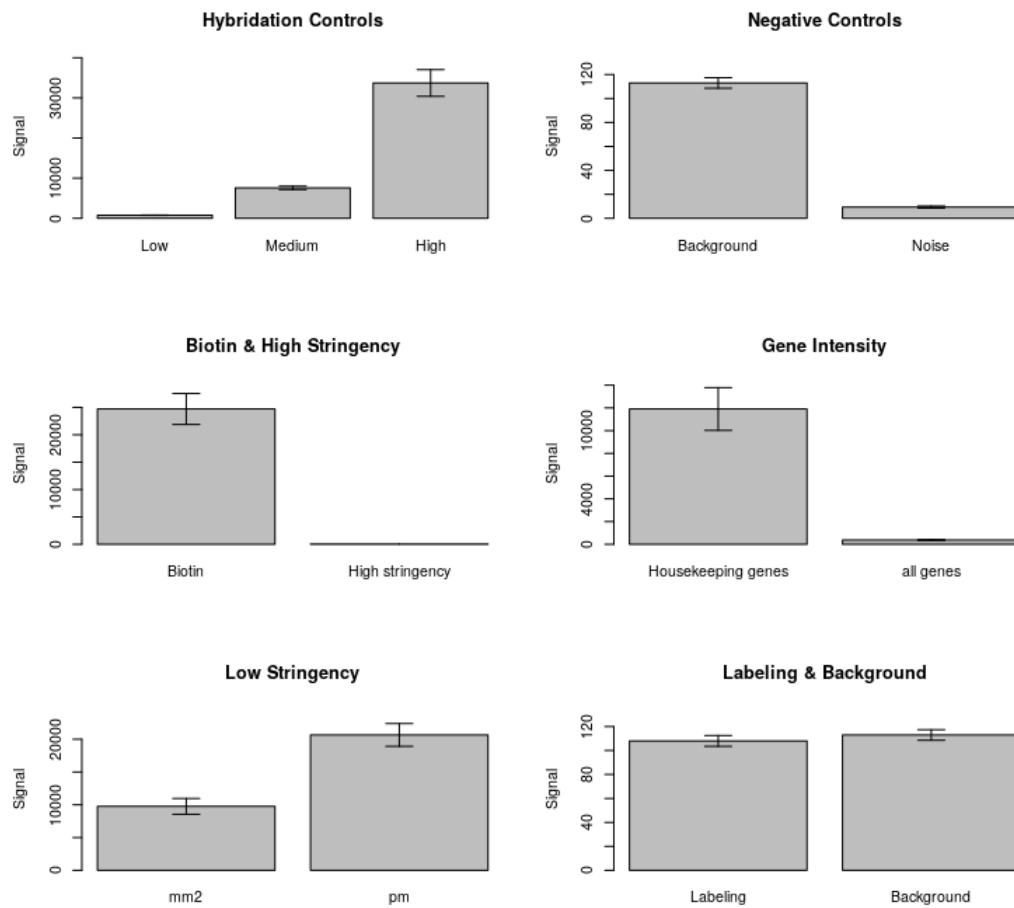 Hybridation Controls
Signal
0
10000
30000
Low
Medium
High
Negative Controls
Signal
0
40
80
120
Background
Noise
Biotin & High Stringency
Signal
0
10000
20000
Biotin
High stringency
Gene Intensity
Signal
0
4000
10000
Housekeeping genes
all genes
Low Stringency
Signal
0
10000
20000
mm2
pm
Labeling & Background
Signal
0
40
80
120
Labeling
Background